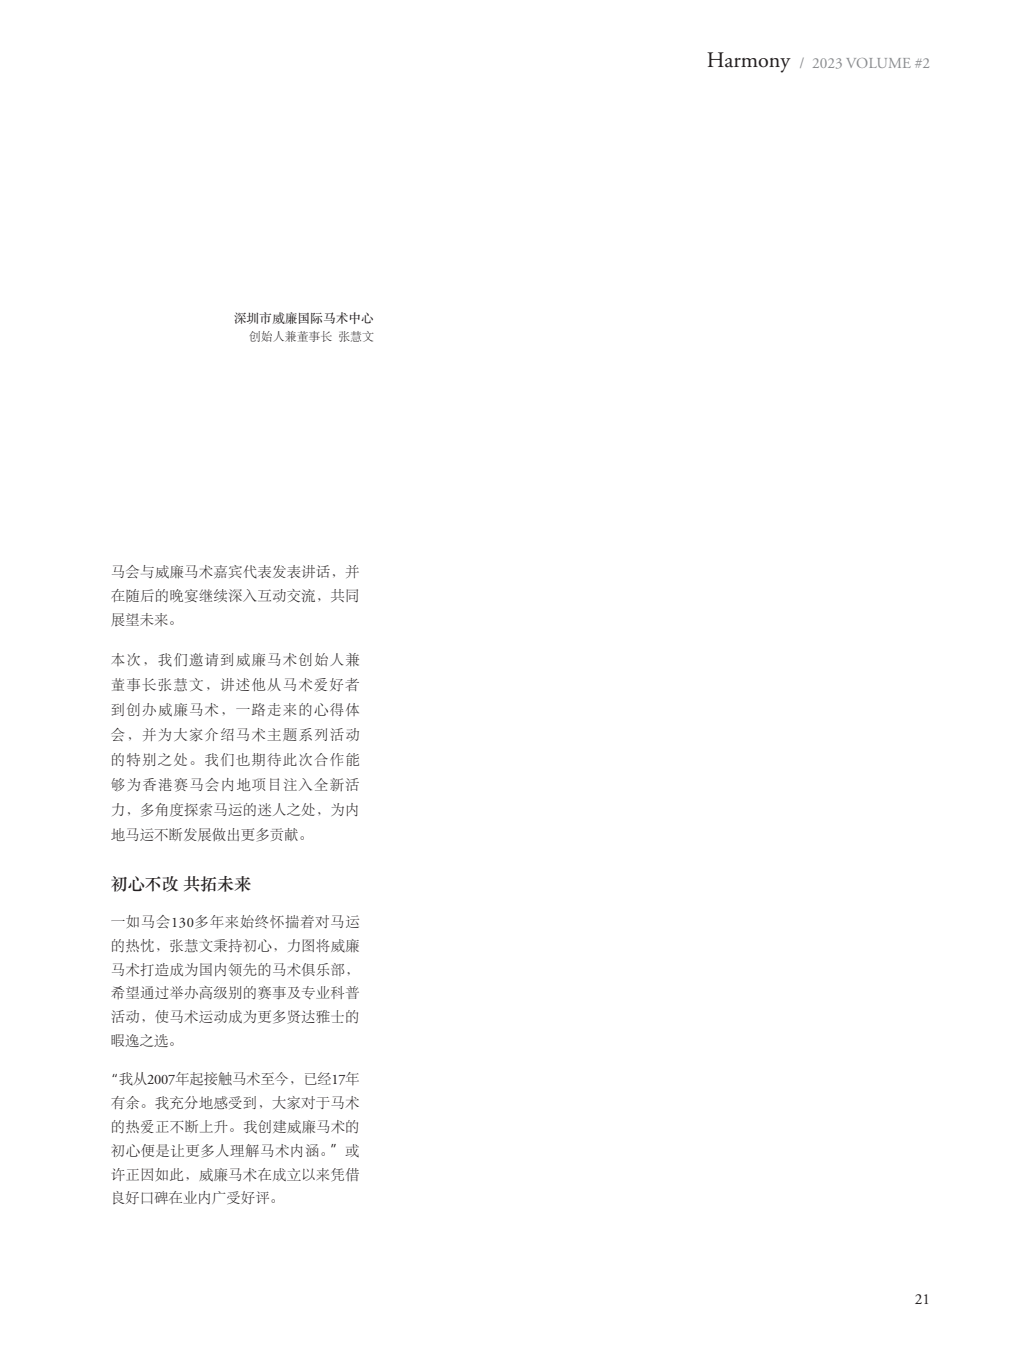 Harmony / 2023 VOLUME #2
深圳市威廉国际马术中心
创始人兼董事长 张慧文
马会与威廉马术嘉宾代表发表讲话，并
在随后的晚宴继续深入互动交流，共同
展望未来。
本次，我们邀请到威廉马术创始人兼
董事长张慧文，讲述他从马术爱好者
到创办威廉马术，一路走来的心得体
会，并为大家介绍马术主题系列活动
的特别之处。我们也期待此次合作能
够为香港赛马会内地项目注入全新活
力，多角度探索马运的迷人之处，为内
地马运不断发展做出更多贡献。
初心不改 共拓未来
一如马会130多年来始终怀揣着对马运
的热忱，张慧文秉持初心，力图将威廉
马术打造成为国内领先的马术俱乐部，
希望通过举办高级别的赛事及专业科普
活动，使马术运动成为更多贤达雅士的
暇逸之选。
“我从2007年起接触马术至今，已经17年
有余。我充分地感受到，大家对于马术
的热爱正不断上升。我创建威廉马术的
初心便是让更多人理解马术内涵。”或
许正因如此，威廉马术在成立以来凭借
良好口碑在业内广受好评。
21